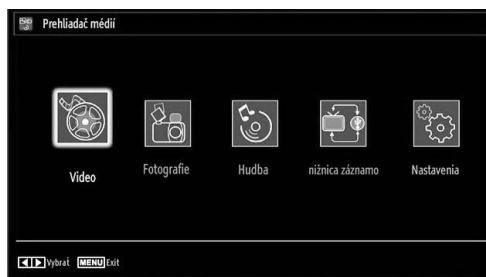 Prehliadač médií
Video Fotografie Hudba nižnica záznamo Nastavenia
Vybrať MENU Exit